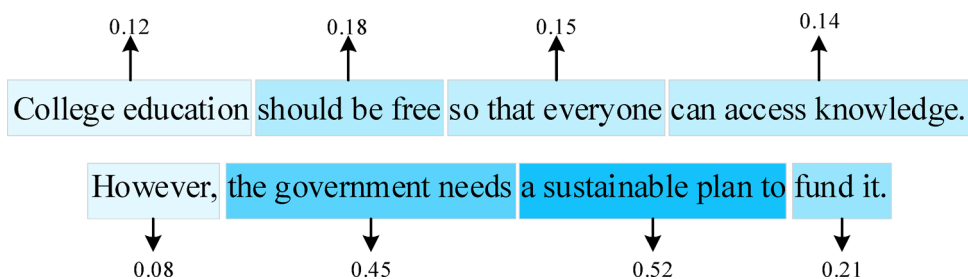 0.12 0.18 0.15 0.14
College education should be free so that everyone can access knowledge.
However, the government needs a sustainable plan to fund it.
0.08 0.45 0.52 0.21